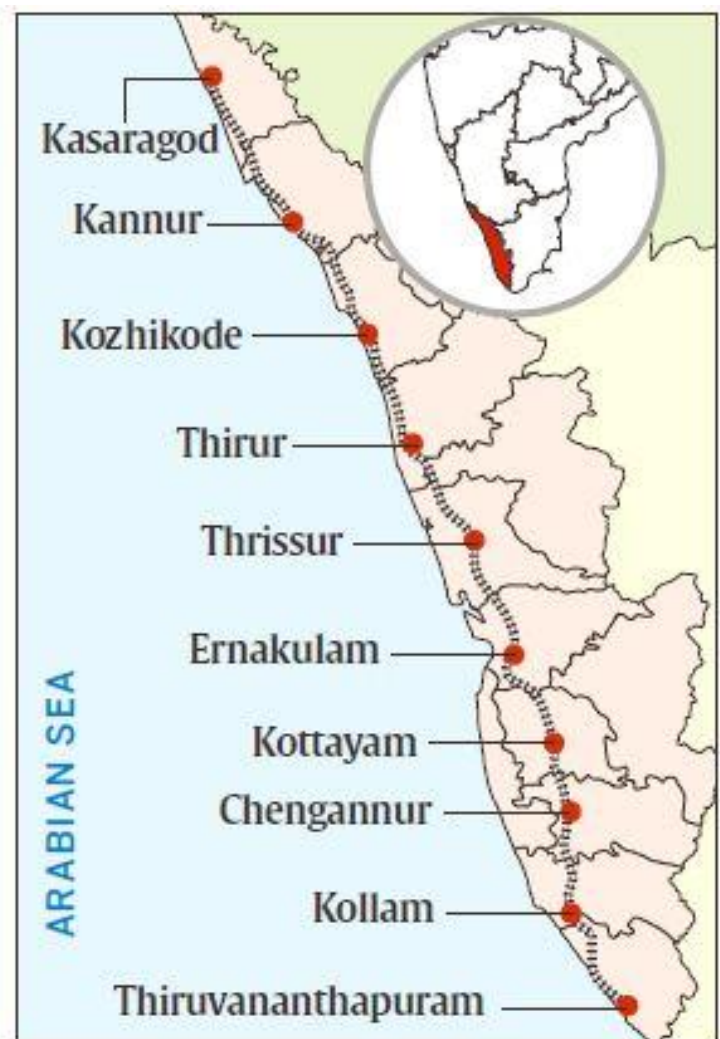 Kasaragod
Kannur
Kozhikode
Thirur
Thrissur
Ernakulam
Kottayam
Chengannur
Kollam
Thiruvananthapuram
ARABIAN SEA